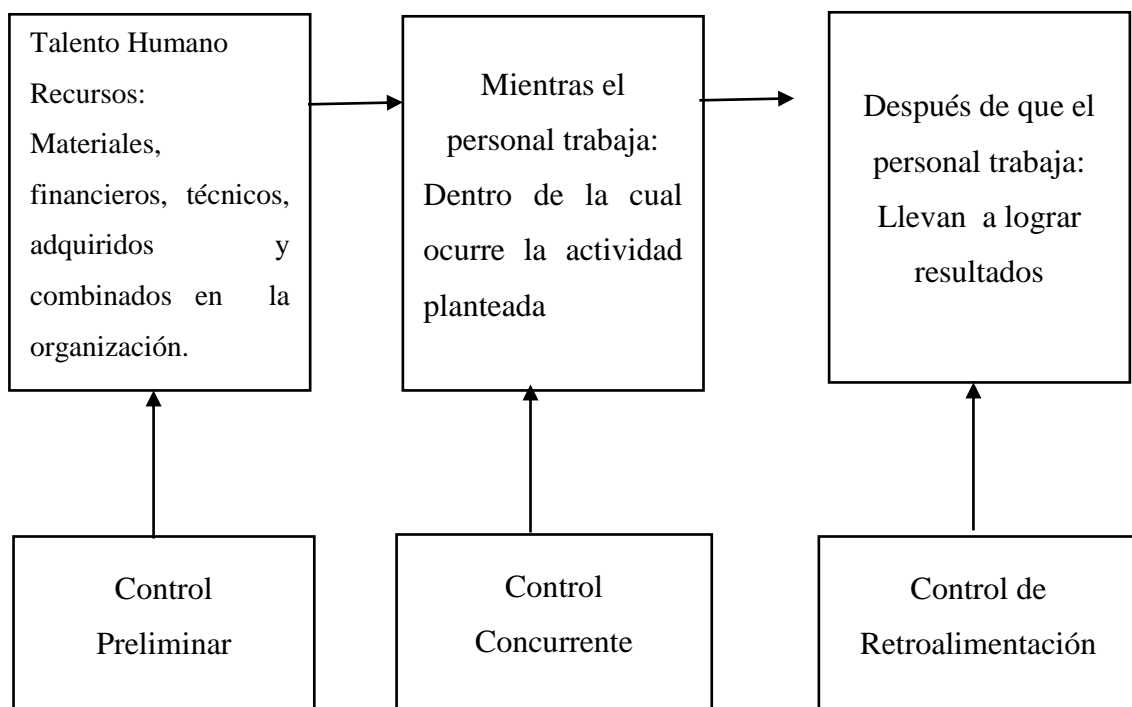 Talento Humano
Recursos:
Materiales,
financieros, técnicos,
adquiridos y
combinados en la
organización.
Mientras el
personal trabaja:
Dentro de la cual
ocurre la actividad
planteada
Después de que el
personal trabaja:
Llevan a lograr
resultados
Control
Preliminar
Control
Concurrente
Control de
Retroalimentación